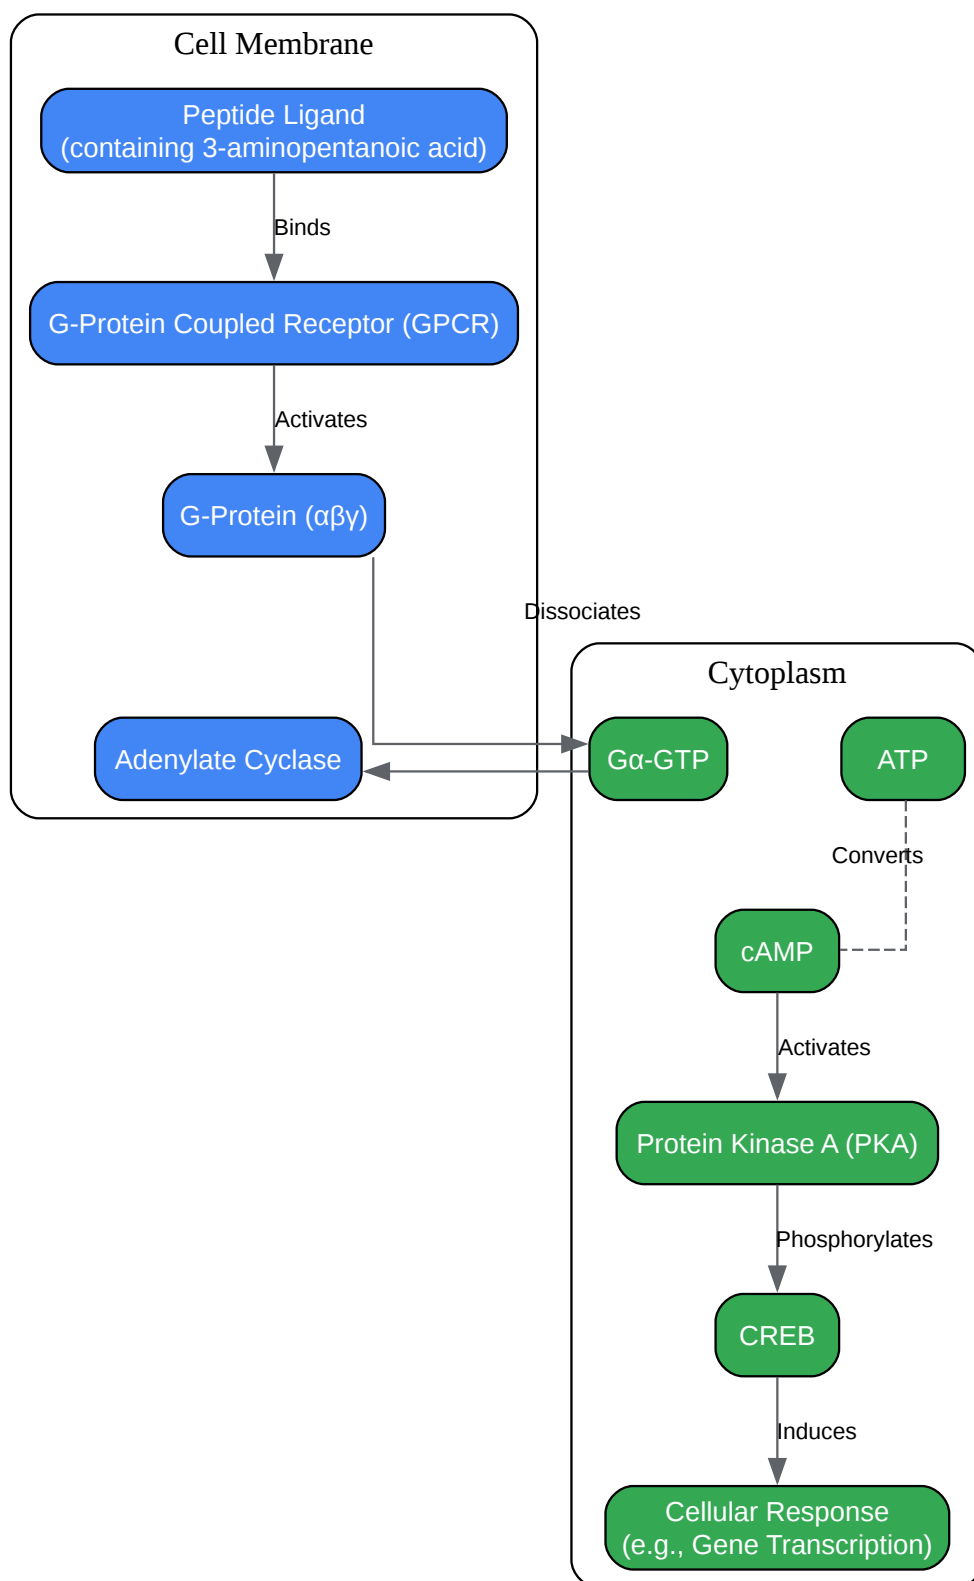 Cell Membrane
Peptide Ligand
(containing 3-aminopentanoic acid)
Binds
G-Protein Coupled Receptor (GPCR)
Activates
G-Protein (αβγ)
Dissociates
Cytoplasm
Adenylate Cyclase
Gα-GTP
ATP
Converts
cAMP
Activates
Protein Kinase A (PKA)
Phosphorylates
CREB
Induces
Cellular Response
(e.g., Gene Transcription)